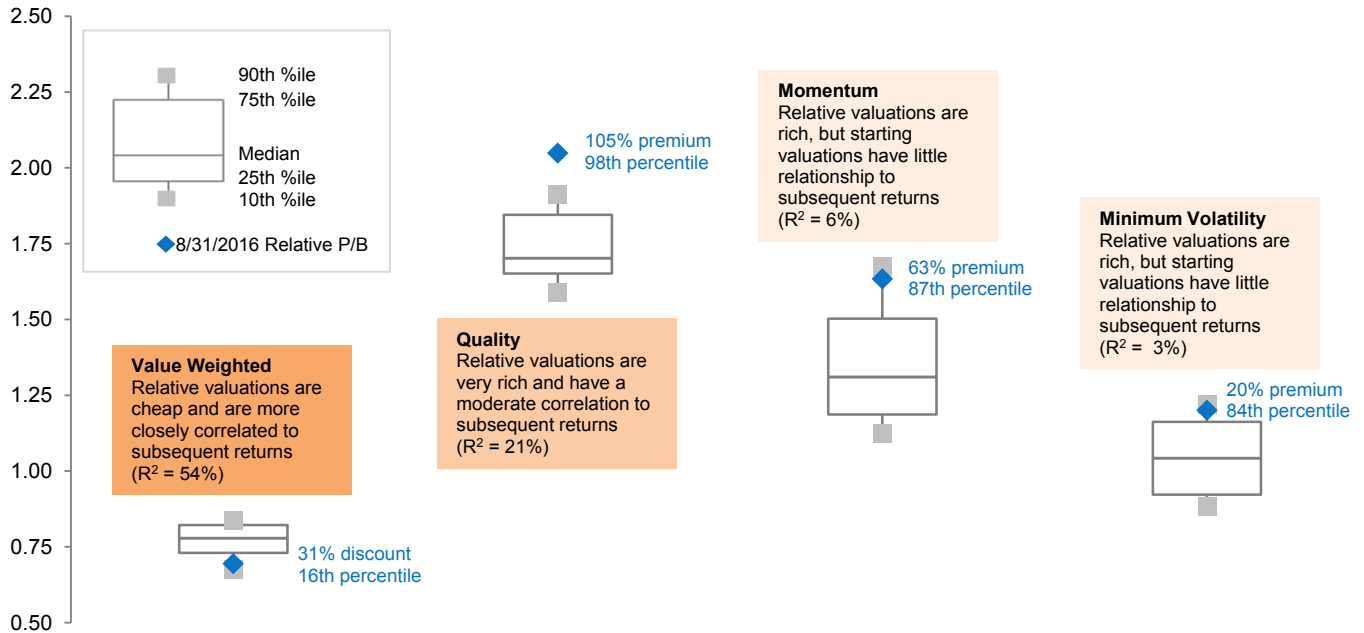 2.50
2.25
2.00
1.75
1.50
1.25
1.00
0.75
0.50
90th %ile
75th %ile
Median
25th %ile
10th %ile
8/31/2016 Relative P/B
Value Weighted
Relative valuations are
cheap and are more
closely correlated to
subsequent returns
(R² = 54%)
31% discount
16th percentile
105% premium
98th percentile
Quality
Relative valuations are
very rich and have a
moderate correlation to
subsequent returns
(R² = 21%)
Momentum
Relative valuations are
rich, but starting
valuations have little
relationship to
subsequent returns
(R² = 6%)
63% premium
87th percentile
Minimum Volatility
Relative valuations are
rich, but starting
valuations have little
relationship to
subsequent returns
(R² = 3%)
20% premium
84th percentile